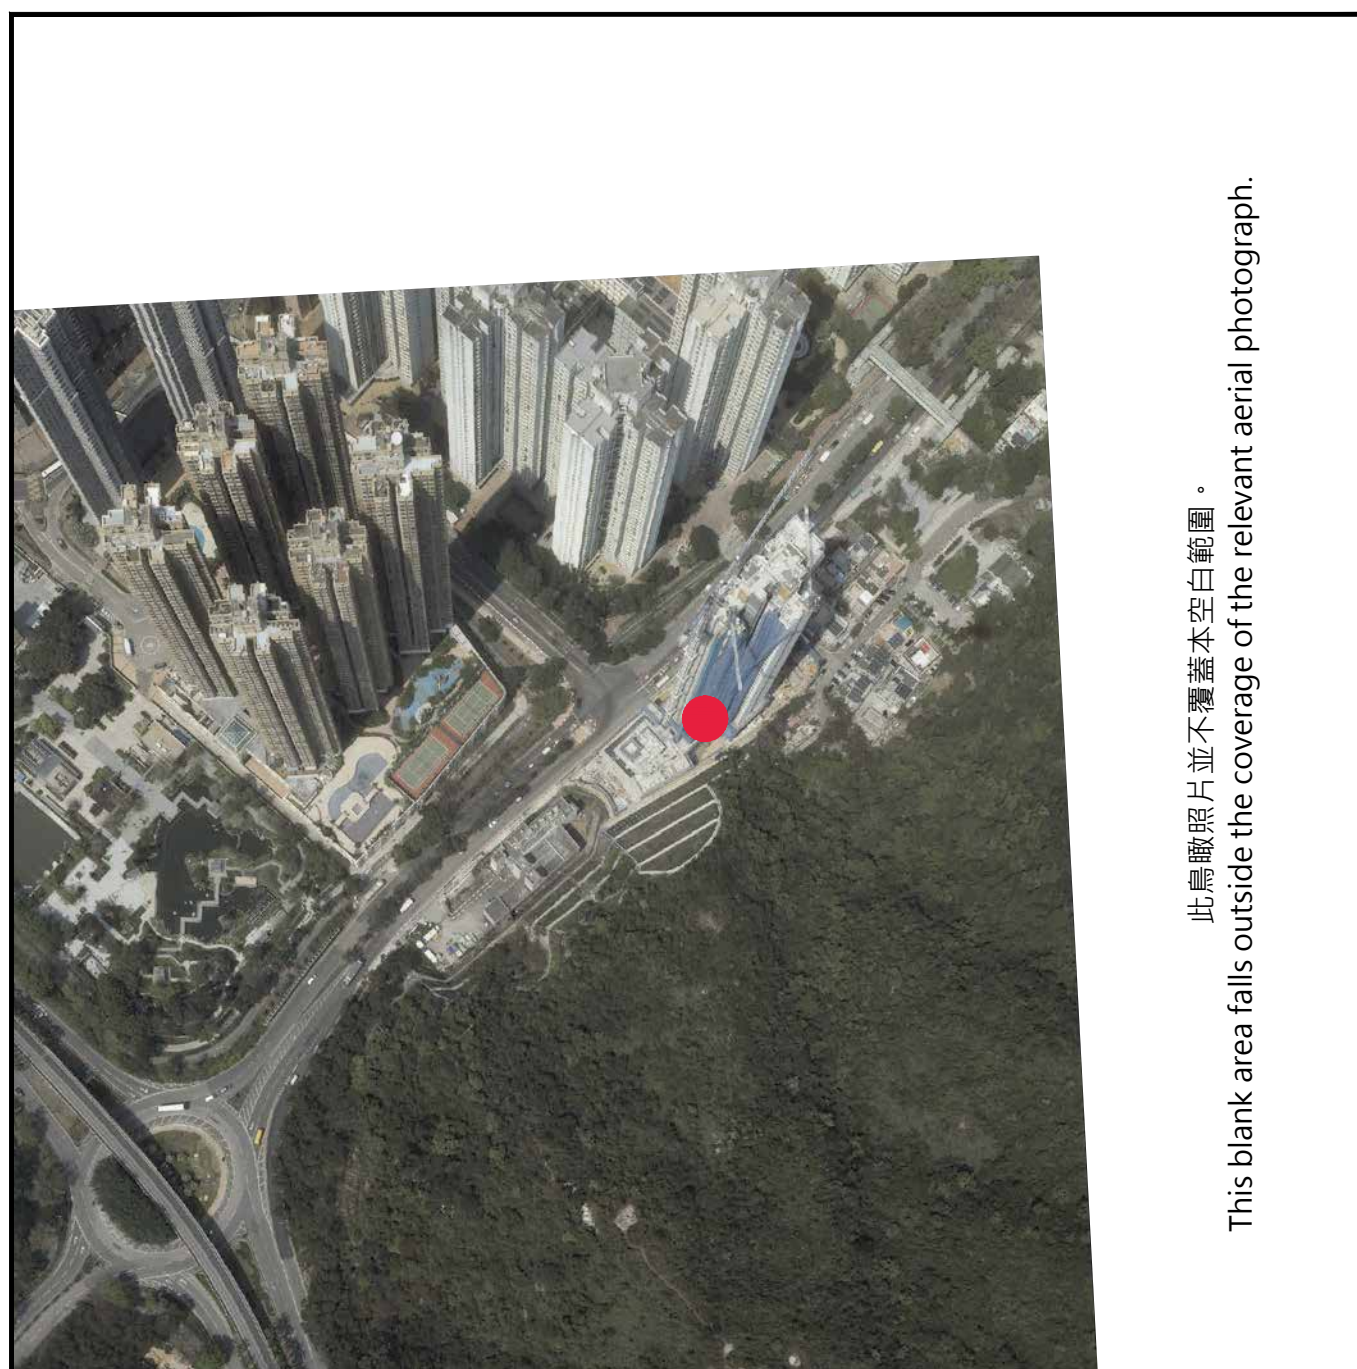 此鳥瞰照片並不覆蓋本空白範圍。
This blank area falls outside the coverage of the relevant aerial photograph.